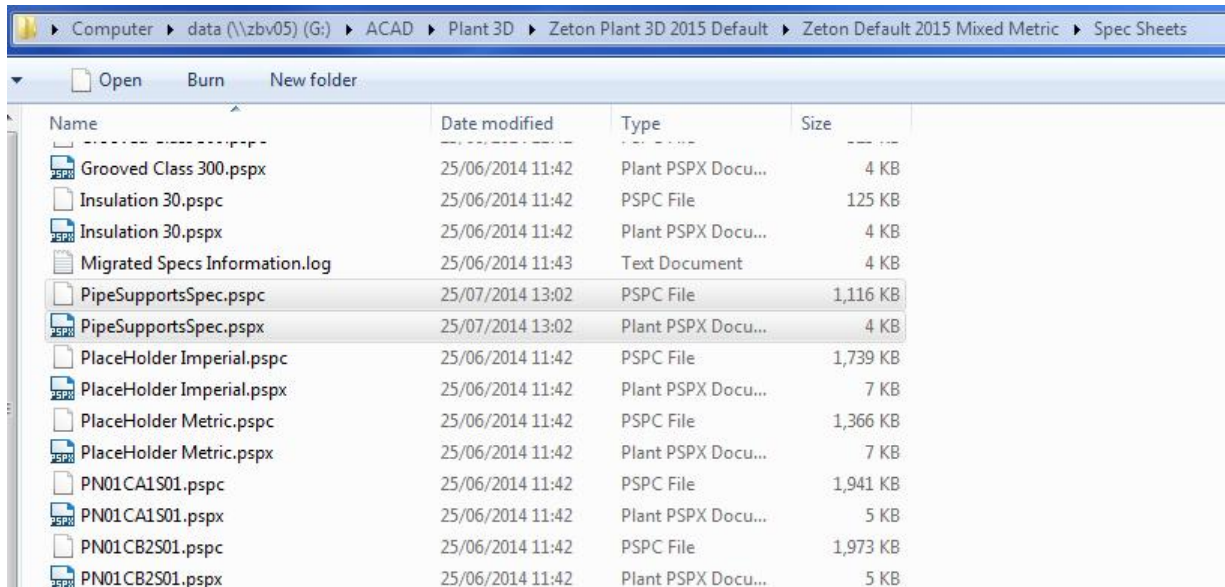 Computer data (\\zbv05) (G:) ACAD Plant 3D Zeton Plant 3D 2015 Default Zeton Default 2015 Mixed Metric Spec Sheets
Open Burn New folder
Name Date modified Type Size
Grooved Class 300.pspx 25/06/2014 11:42 Plant PSPX Docu... 4 KB
Insulation 30.pspc 25/06/2014 11:42 PSPC File 125 KB
Insulation 30.pspx 25/06/2014 11:42 Plant PSPX Docu... 4 KB
Migrated Specs Information.log 25/06/2014 11:43 Text Document 4 KB
PipeSupportsSpec.pspc 25/07/2014 13:02 PSPC File 1,116 KB
PipeSupportsSpec.pspx 25/07/2014 13:02 Plant PSPX Docu... 4 KB
PlaceHolder Imperial.pspc 25/06/2014 11:42 PSPC File 1,739 KB
PlaceHolder Imperial.pspx 25/06/2014 11:42 Plant PSPX Docu... 7 KB
PlaceHolder Metric.pspc 25/06/2014 11:42 PSPC File 1,366 KB
PlaceHolder Metric.pspx 25/06/2014 11:42 Plant PSPX Docu... 7 KB
PN01CA1S01.pspc 25/06/2014 11:42 PSPC File 1,941 KB
PN01CA1S01.pspx 25/06/2014 11:42 Plant PSPX Docu... 5 KB
PN01CB2S01.pspc 25/06/2014 11:42 PSPC File 1,973 KB
PN01CB2S01.pspx 25/06/2014 11:42 Plant PSPX Docu... 5 KB